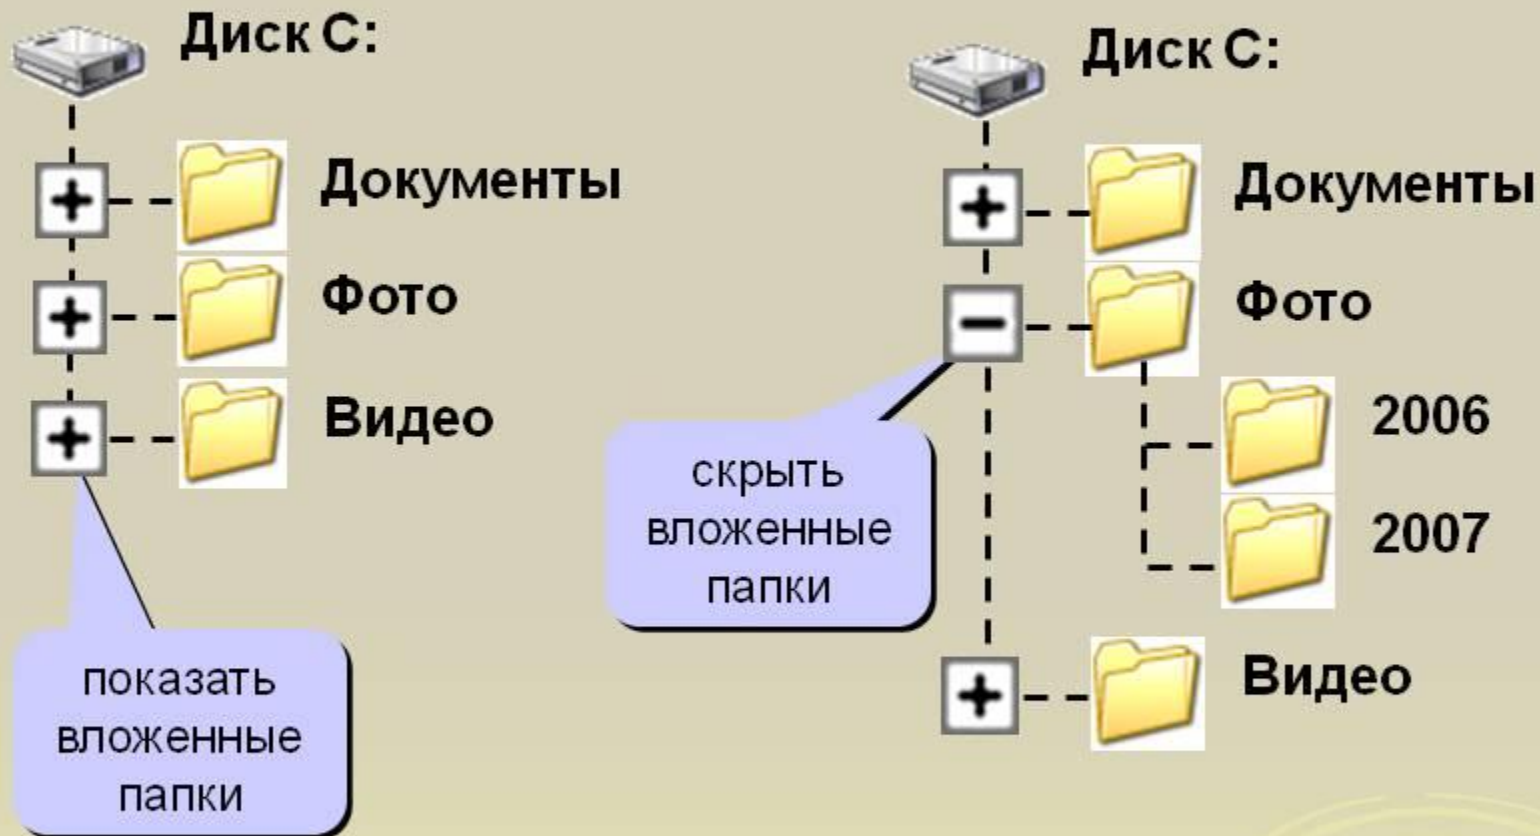 Диск C:
Документы
Фото
Видео
показать
вложенные
папки
Диск C:
Документы
Фото
2006
2007
Видео
скрыть
вложенные
папки